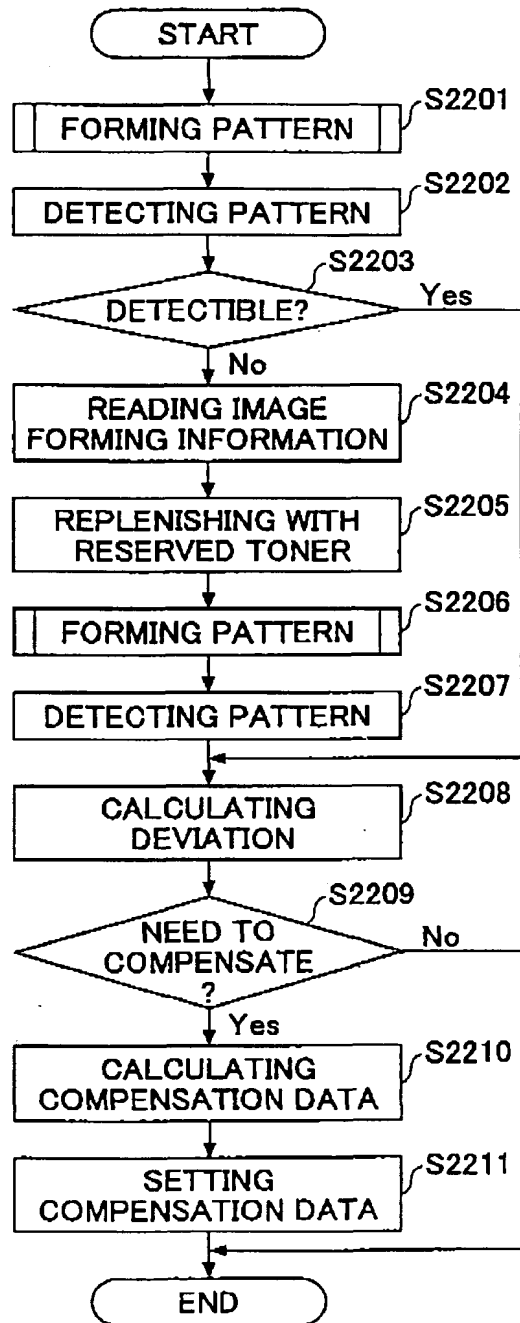 START
S2201
FORMING PATTERN
S2202
DETECTING PATTERN
S2203
DETECTIBLE?
Yes
No
S2204
READING IMAGE
FORMING INFORMATION
S2205
REPLENISHING WITH
RESERVED TONER
S2206
FORMING PATTERN
S2207
DETECTING PATTERN
S2208
CALCULATING
DEVIATION
S2209
NEED TO
COMPENSATE
?
No
Yes
S2210
CALCULATING
COMPENSATION DATA
S2211
SETTING
COMPENSATION DATA
END